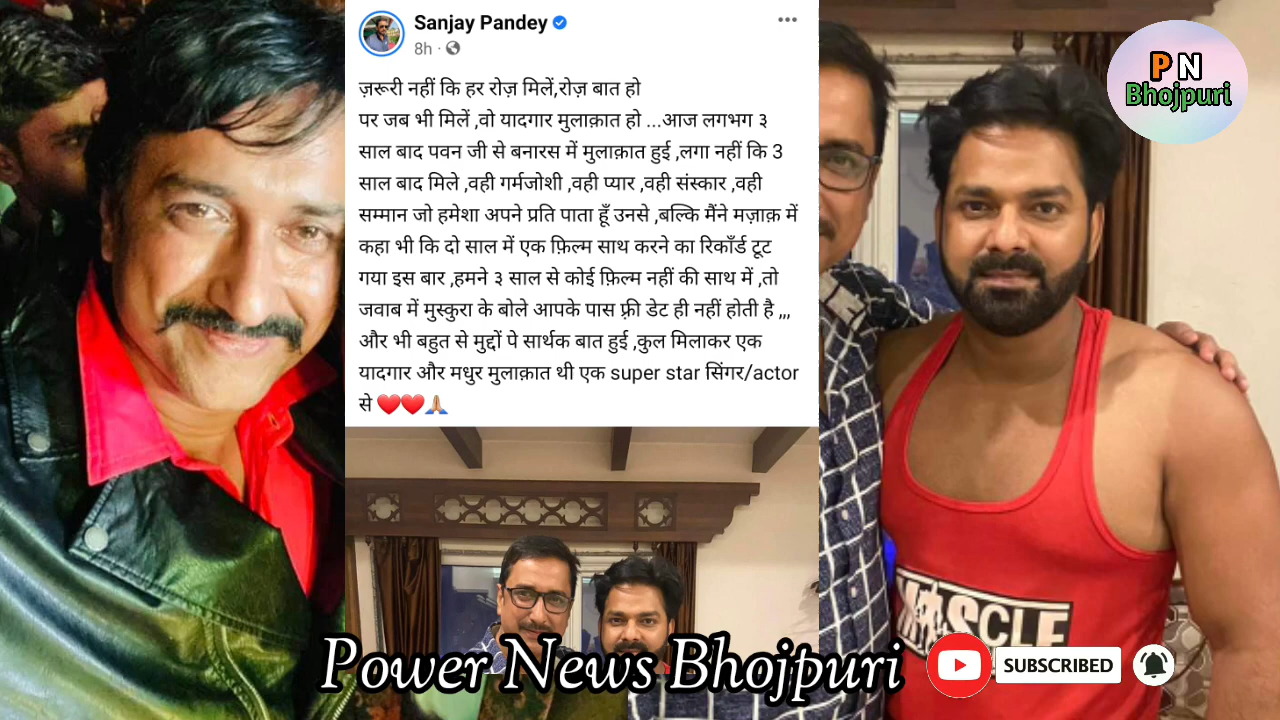 Sanjay Pandey
8h
ज़रूरी नहीं कि हर रोज़ मिलें,रोज़ बात हो
पर जब भी मिलें ,वो यादगार मुलाक़ात हो ...आज लगभग ३
साल बाद पवन जी से बनारस में मुलाक़ात हुई ,लगा नहीं कि 3
साल बाद मिले ,वही गर्मजोशी ,वही प्यार ,वही संस्कार ,वही
सम्मान जो हमेशा अपने प्रति पाता हूँ उनसे ,बल्कि मैंने मज़ाक़ में
कहा भी कि दो साल में एक फ़िल्म साथ करने का रिकॉर्ड टूट
गया इस बार ,हमने ३ साल से कोई फ़िल्म नहीं की साथ में ,तो
जवाब में मुस्कुरा के बोले आपके पास फ़्री डेट ही नहीं होती है ,,,
और भी बहुत से मुद्दों पे सार्थक बात हुई ,कुल मिलाकर एक
यादगार और मधुर मुलाक़ात थी एक super star सिंगर/actor
से ❤️❤️🙏🏽
PN
Bhojpuri
MUSCLE
Power News Bhojpuri
SUBSCRIBED